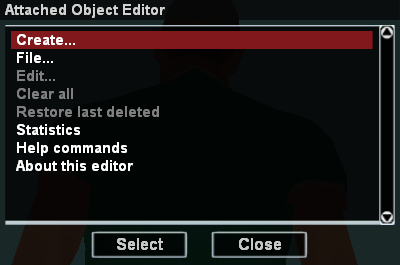 Attached Object Editor
Create...
File...
Edit...
Clear all
Restore last deleted
Statistics
Help commands
About this editor
Select Close